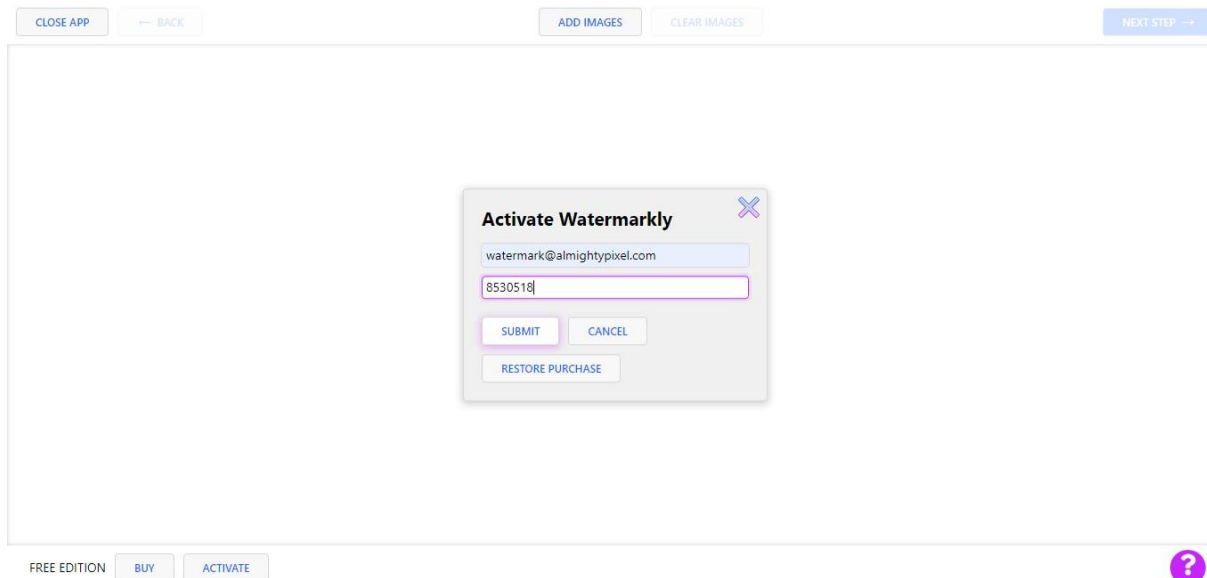 CLOSE APP
← BACK
ADD IMAGES
CLEAR IMAGES
NEXT STEP →
Activate Watermarkly
watermark@almightypixel.com
8530518
SUBMIT
CANCEL
RESTORE PURCHASE
FREE EDITION
BUY
ACTIVATE
?